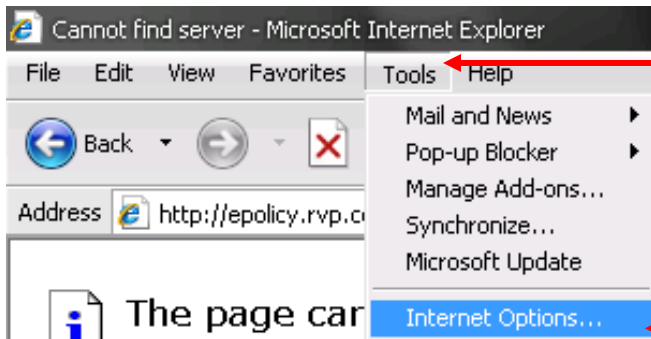 Cannot find server - Microsoft Internet Explorer
File Edit View Favorites Tools Help
Back
Mail and News
Pop-up Blocker
Manage Add-ons...
Synchronize...
Microsoft Update
Internet Options...
Address http://epolicy.rvp.c
The page can